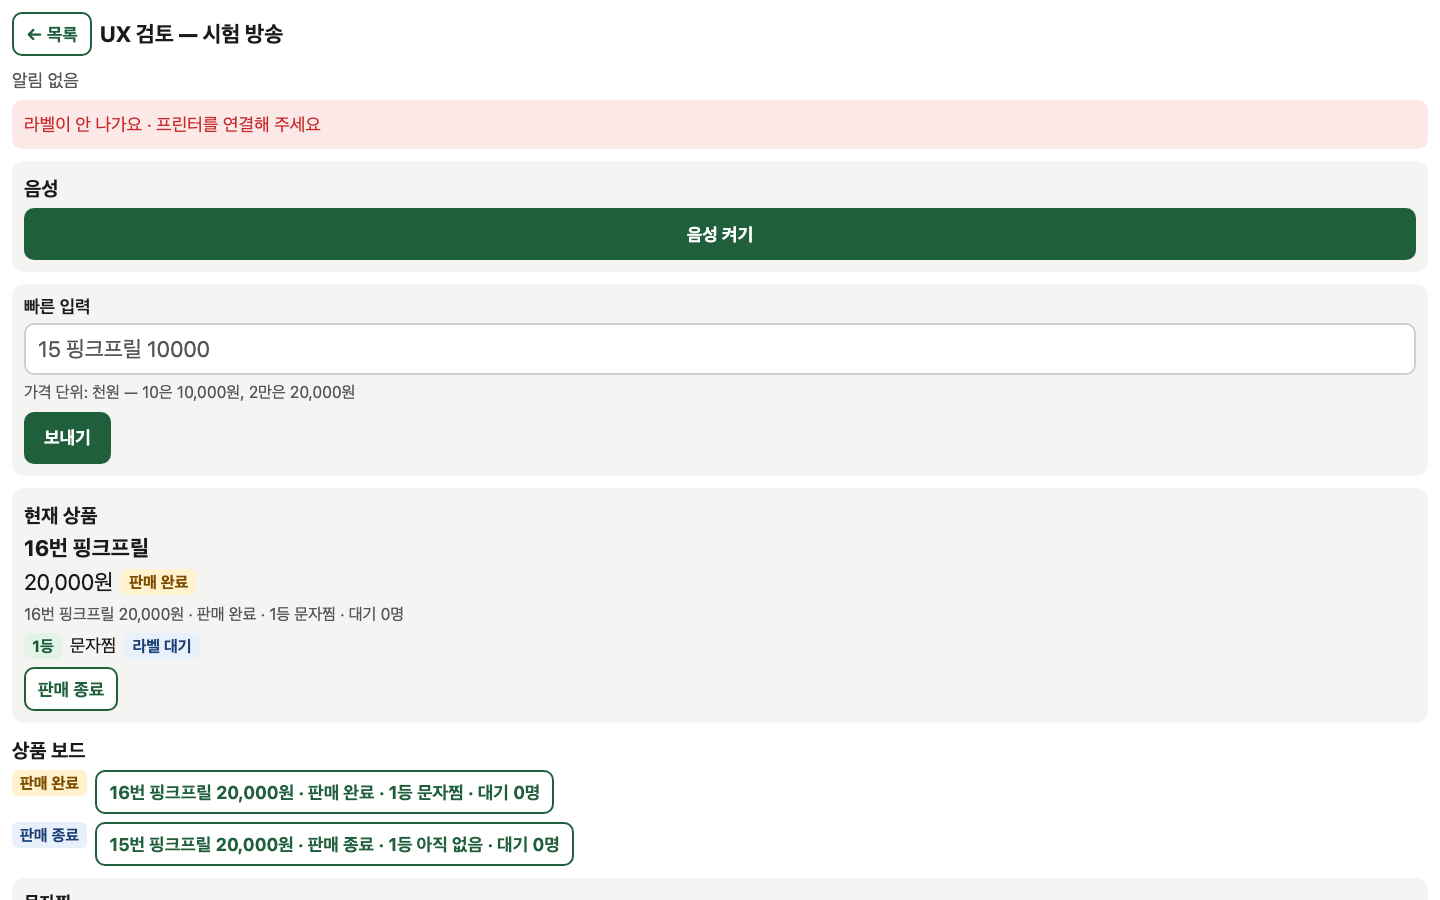 ← 목록 UX 검토 — 시험 방송
알림 없음
라벨이 안 나가요 · 프린터를 연결해 주세요
음성
음성 켜기
빠른 입력
15 핑크프릴 10000
가격 단위: 천원 — 10은 10,000원, 2만은 20,000원
보내기
현재 상품
16번 핑크프릴
20,000원 판매 완료
16번 핑크프릴 20,000원 · 판매 완료 · 1등 문자찜 · 대기 0명
1등 문자찜 라벨 대기
판매 종료
상품 보드
판매 완료 16번 핑크프릴 20,000원 · 판매 완료 · 1등 문자찜 · 대기 0명
판매 종료 15번 핑크프릴 20,000원 · 판매 종료 · 1등 아직 없음 · 대기 0명